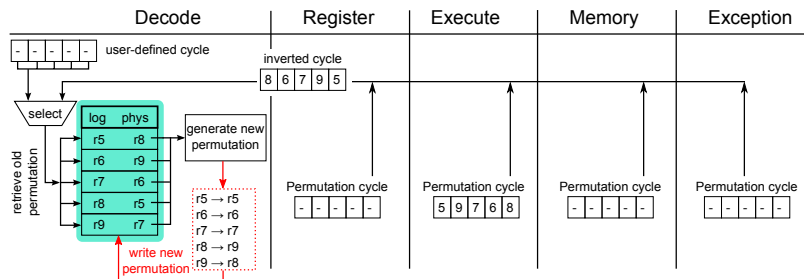 Decode Register Execute Memory Exception
- - - - - user-defined cycle
inverted cycle
8 6 7 9 5
select
log phys
r5 r8
r6 r9
r7 r6
r8 r5
r9 r7
retrieve old
permutation
generate new
permutation
r5 → r5
r6 → r6
r7 → r7
r8 → r9
r9 → r8
write new
permutation
Permutation cycle
- - - - -
Permutation cycle
5 9 7 6 8
Permutation cycle
- - - - -
Permutation cycle
- - - - -